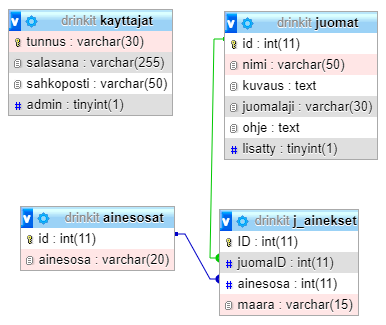 drinkit kayttajat
tunnus : varchar(30)
salasana : varchar(255)
sahkoposti : varchar(50)
# admin : tinyint(1)
drinkit juomat
id : int(11)
nimi : varchar(50)
kuvaus : text
juomalaji : varchar(30)
ohje : text
# lisatty : tinyint(1)
drinkit ainesosat
id : int(11)
ainesosa : varchar(20)
drinkit j_ainekset
ID : int(11)
# juomaID : int(11)
# ainesosa : int(11)
maara : varchar(15)